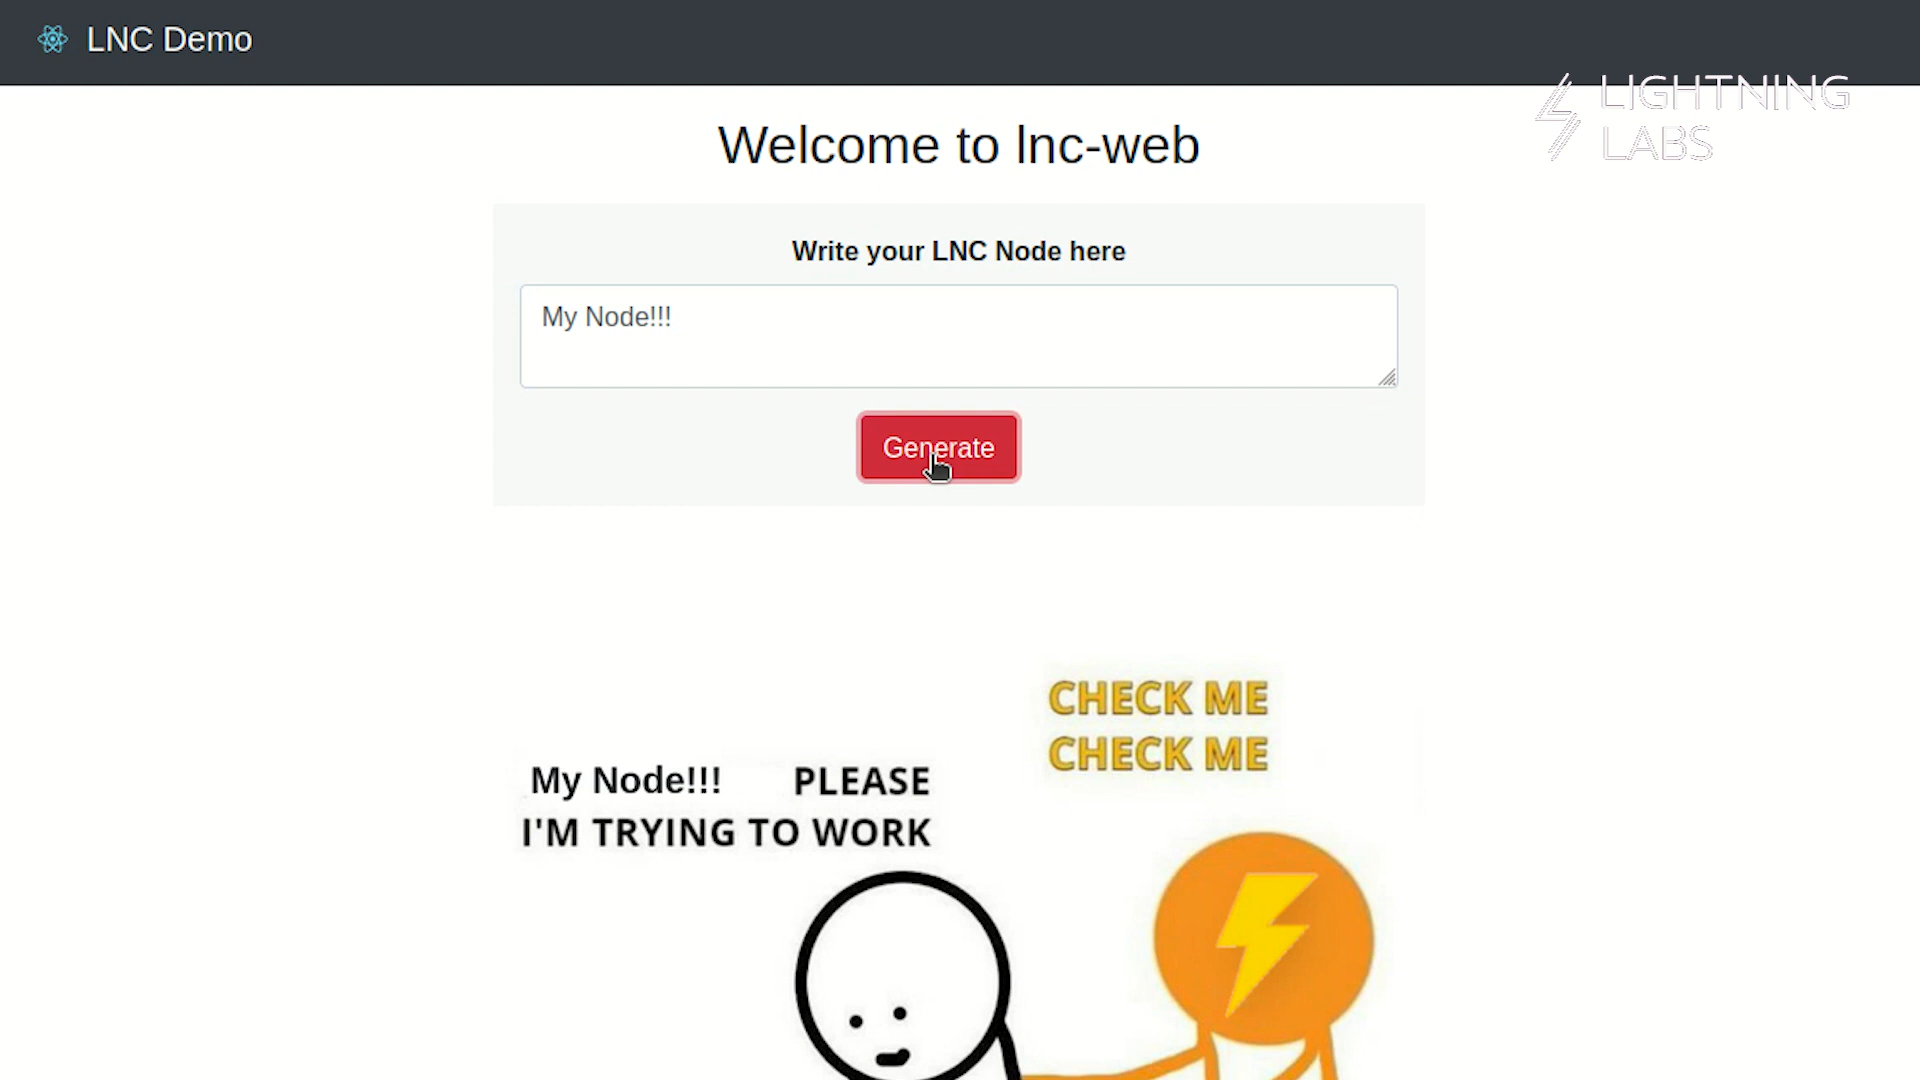 LNC Demo
LIGHTNING
LABS
Welcome to lnc-web
Write your LNC Node here
My Node!!!
Generate
CHECK ME
CHECK ME
My Node!!! PLEASE
I'M TRYING TO WORK